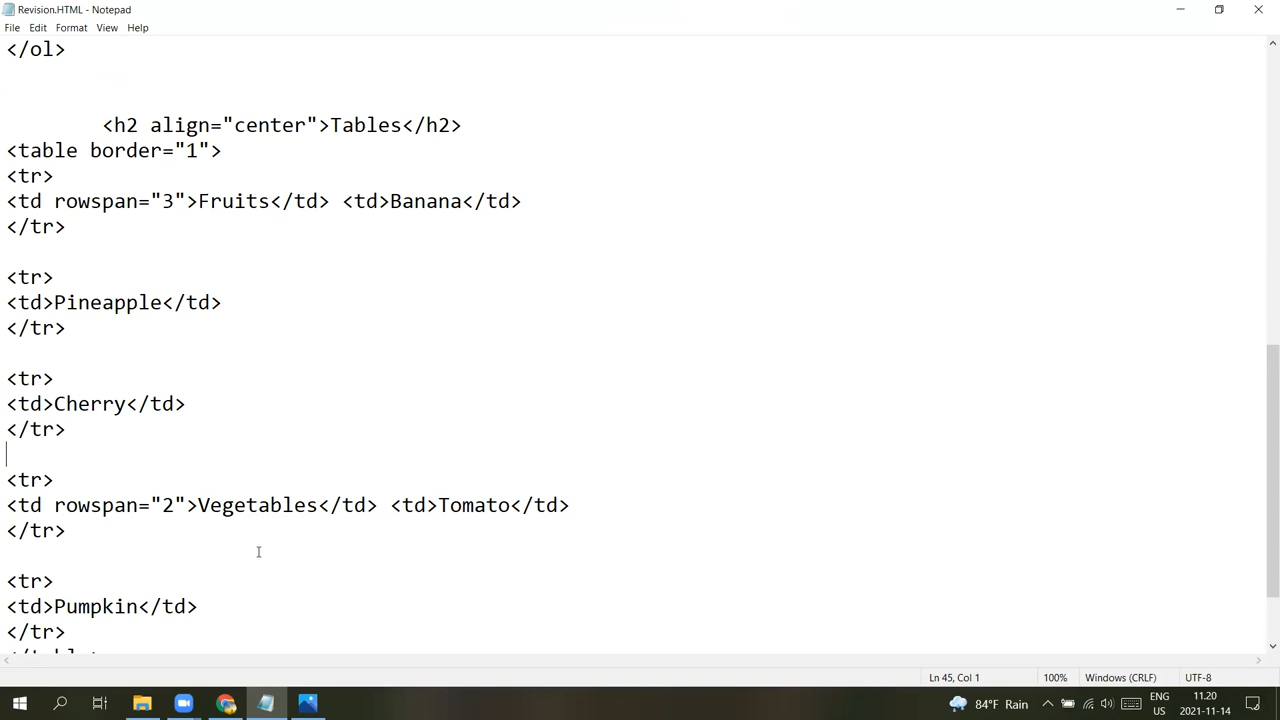 Revision.HTML - Notepad
File Edit Format View Help
</ol>
<h2 align="center">Tables</h2>
<table border="1">
<tr>
<td rowspan="3">Fruits</td> <td>Banana</td>
</tr>
<tr>
<td>Pineapple</td>
</tr>
<tr>
<td>Cherry</td>
</tr>
<tr>
<td rowspan="2">Vegetables</td> <td>Tomato</td>
</tr>
<tr>
<td>Pumpkin</td>
</tr>
</table>
Ln 45, Col 1 100% Windows (CRLF) UTF-8
84°F Rain ENG US 11.20 2021-11-14